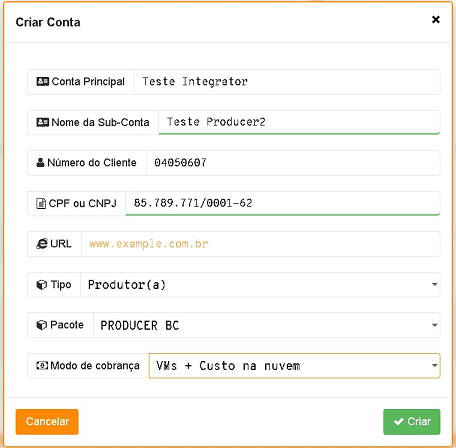 Criar Conta
×
Conta Principal Teste Integrator
Nome da Sub-Conta Teste Producer2
Número do Cliente 04050607
CPF ou CNPJ 85.789.771/0001-62
URL www.example.com.br
Tipo Produtor(a)
Pacote PRODUCER BC
Modo de cobrança VMs + Custo na nuvem
Cancelar Criar